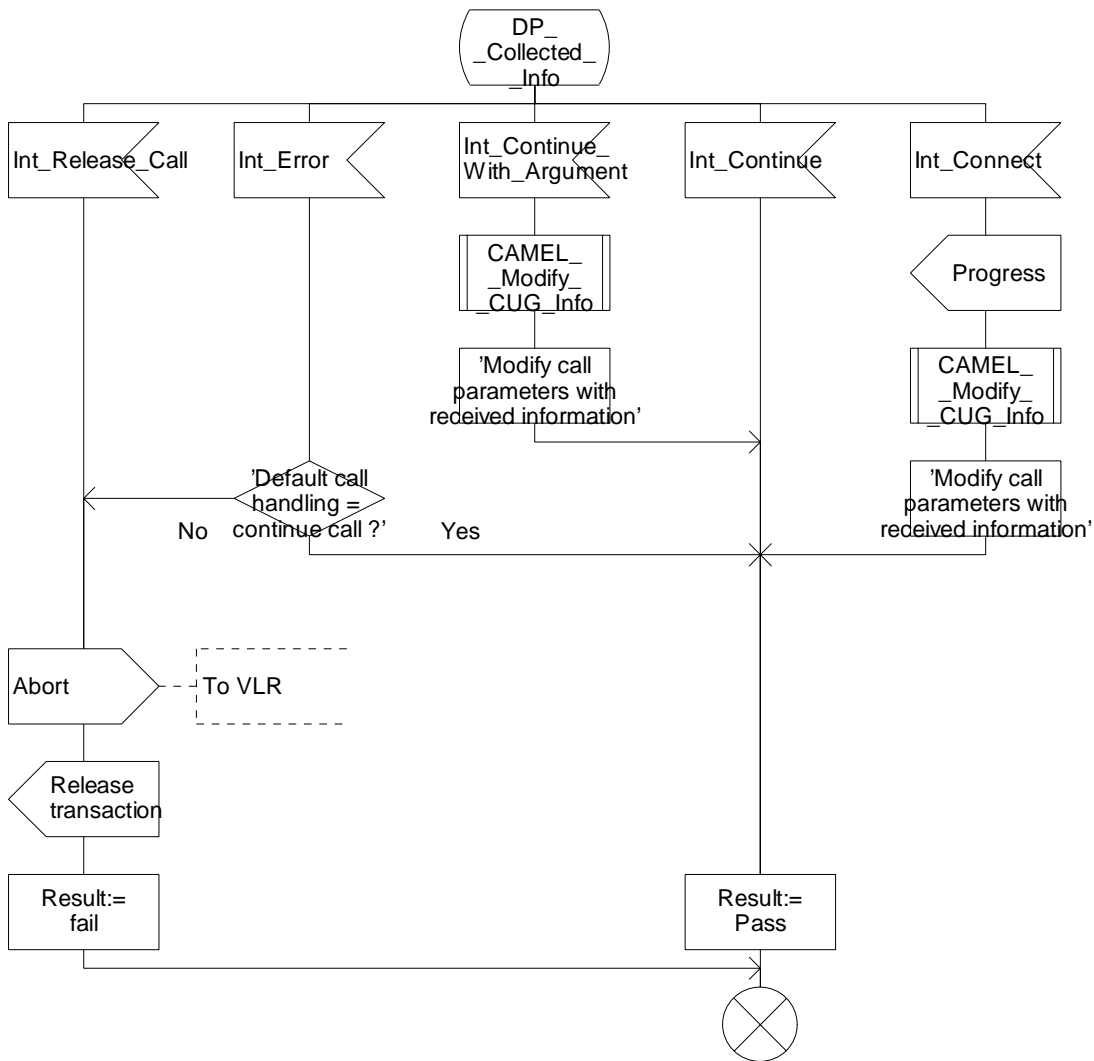 DP_
_Collected_
_Info
Int_Release_Call
Int_Error
Int_Continue_
With_Argument
Int_Continue
Int_Connect
CAMEL_
_Modify_
_CUG_Info
Progress
'Modify call
parameters with
received information'
CAMEL_
_Modify_
_CUG_Info
'Default call
handling =
continue call ?'
No
Yes
'Modify call
parameters with
received information'
Abort
To VLR
Release
transaction
Result:=
fail
Result:=
Pass